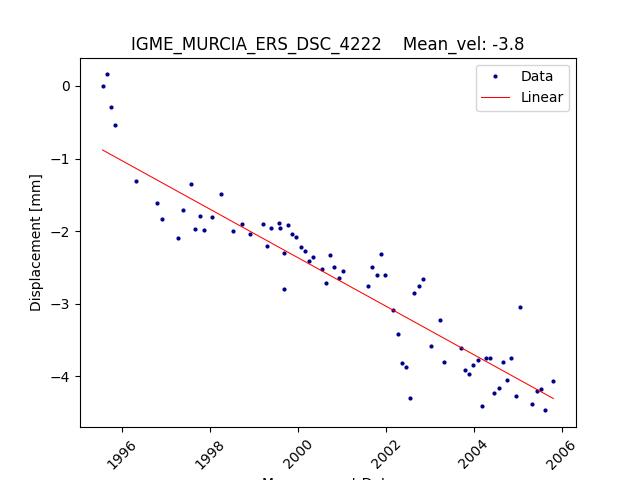 IGME_MURCIA_ERS_DSC_4222    Mean_vel: -3.8
Data
Linear
Displacement [mm]
0
−1
−2
−3
−4
1996
1998
2000
2002
2004
2006